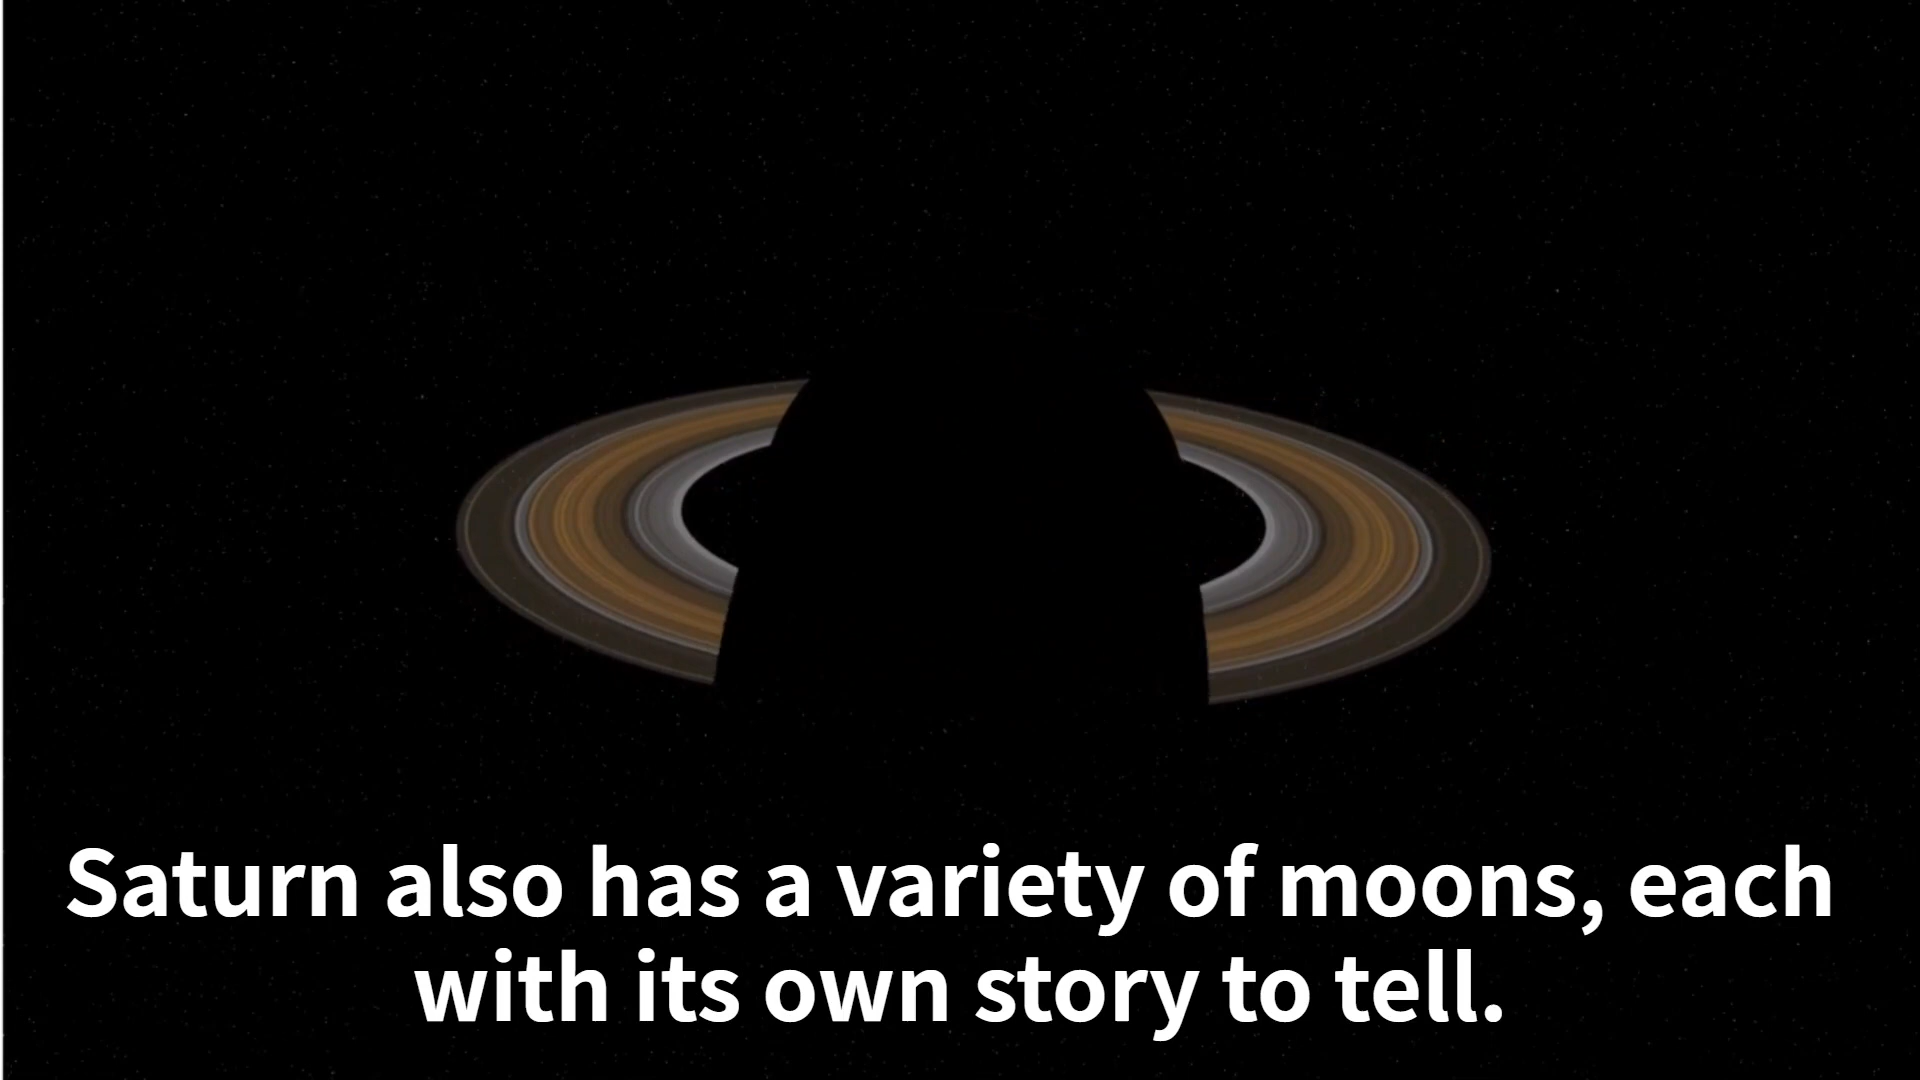 Saturn also has a variety of moons, each
with its own story to tell.